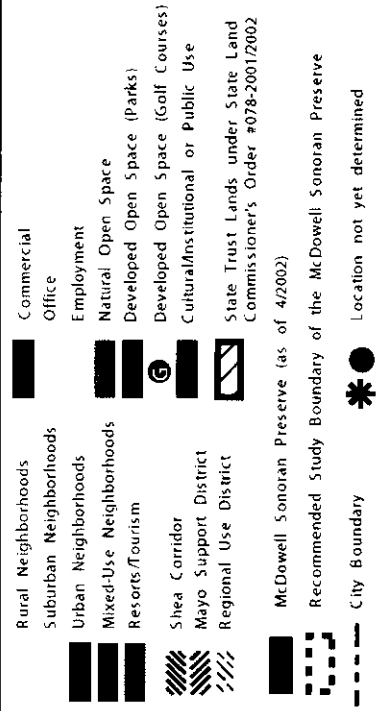 Rural Neighborhoods
Suburban Neighborhoods
Urban Neighborhoods
Mixed-Use Neighborhoods
Resorts/Tourism
Shea Corridor
Mayo Support District
Regional Use District
Commercial
Office
Employment
Natural Open Space
Developed Open Space (Parks)
G Developed Open Space (Golf Courses)
Cultural/Institutional or Public Use
State Trust Lands under State Land
Commissioner's Order #078-2001/2002
McDowell Sonoran Preserve (as of 4/2002)
Recommended Study Boundary of the McDowell Sonoran Preserve
City Boundary
Location not yet determined